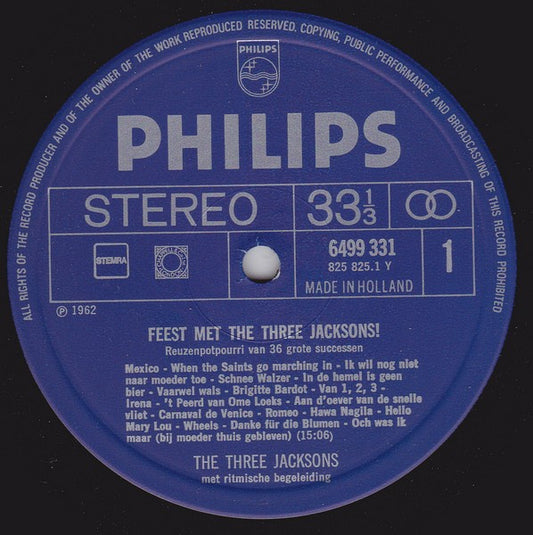 ALL RIGHTS OF THE RECORD PRODUCER AND OF THE OWNER OF THE WORK REPRODUCED RESERVED. COPYING, PUBLIC PERFORMANCE AND BROADCASTING OF THIS RECORD PROHIBITED
PHILIPS
PHILIPS
STEREO
33 1/3
6499 331
825 825.1 Y
MADE IN HOLLAND
1
STEMRA
℗ 1962
FEEST MET THE THREE JACKSONS!
Reuzenpotpourri van 36 grote successen
Mexico - When the Saints go marching in - Ik wil nog niet
naar moeder toe - Schnee Walzer - In de hemel is geen
bier - Vaarwel wals - Brigitte Bardot - Van 1, 2, 3 -
Irena - 't Peerd van Ome Loeks - Aan d'oever van de snelle
vliet - Carnaval de Venice - Romeo - Hawa Nagila - Hello
Mary Lou - Wheels - Danke für die Blumen - Och was ik
maar (bij moeder thuis gebleven) (15:06)
THE THREE JACKSONS
met ritmische begeleiding